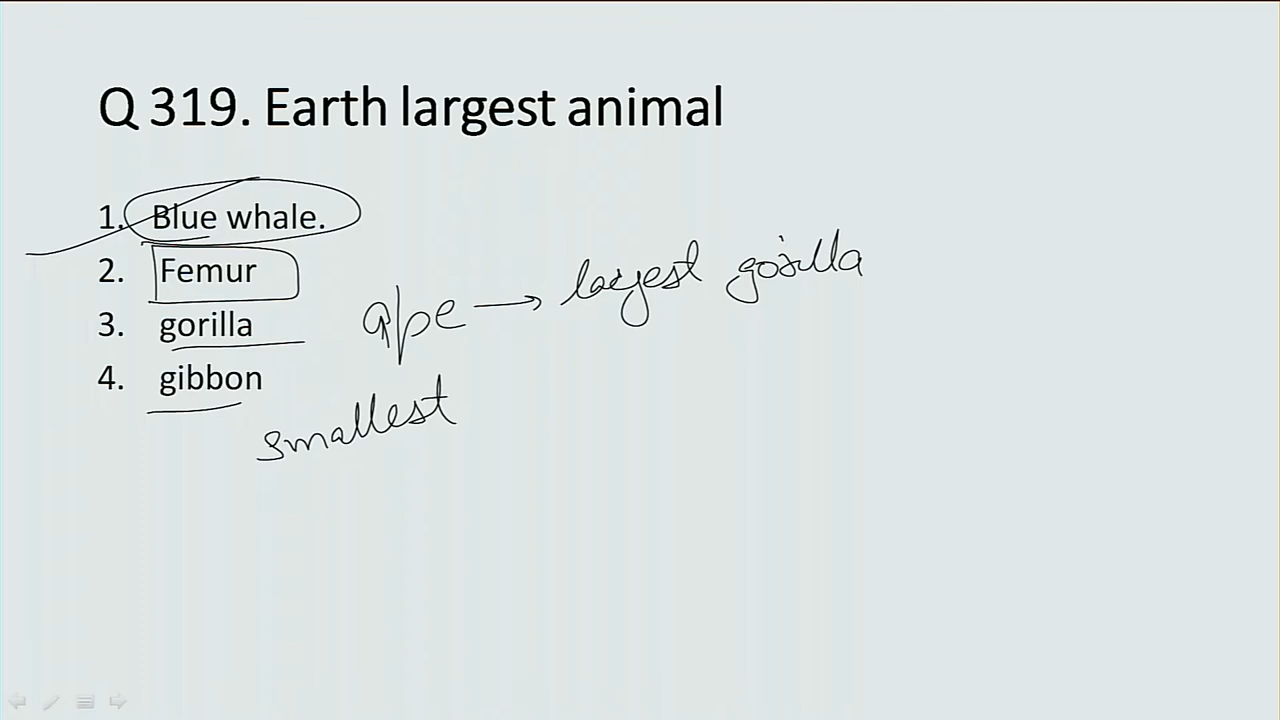 Q 319. Earth largest animal
1. Blue whale.
2. Femur
3. gorilla
ape → largest gorilla
4. gibbon
smallest